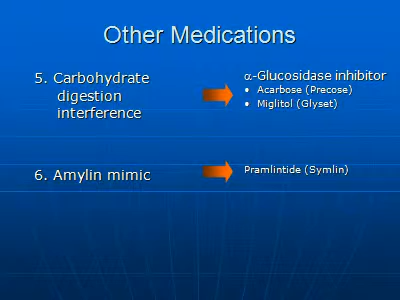 Other Medications
5. Carbohydrate
digestion
interference
α-Glucosidase inhibitor
• Acarbose (Precose)
• Miglitol (Glyset)
6. Amylin mimic
Pramlintide (Symlin)